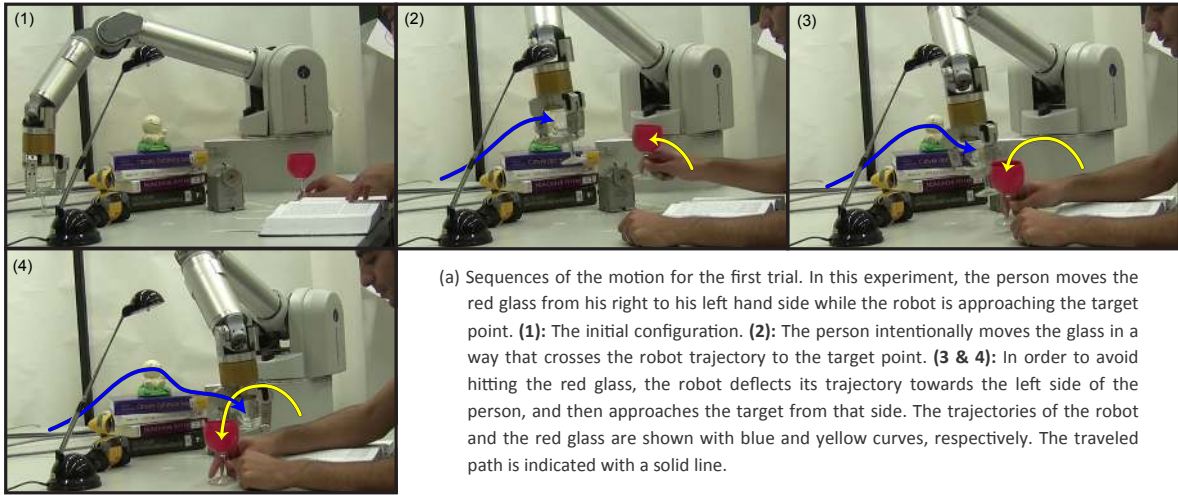 (1)
(2)
(3)
(4)
(a) Sequences of the motion for the first trial. In this experiment, the person moves the
red glass from his right to his left hand side while the robot is approaching the target
point. (1): The initial configuration. (2): The person intentionally moves the glass in a
way that crosses the robot trajectory to the target point. (3 & 4): In order to avoid
hitting the red glass, the robot deflects its trajectory towards the left side of the
person, and then approaches the target from that side. The trajectories of the robot
and the red glass are shown with blue and yellow curves, respectively. The traveled
path is indicated with a solid line.